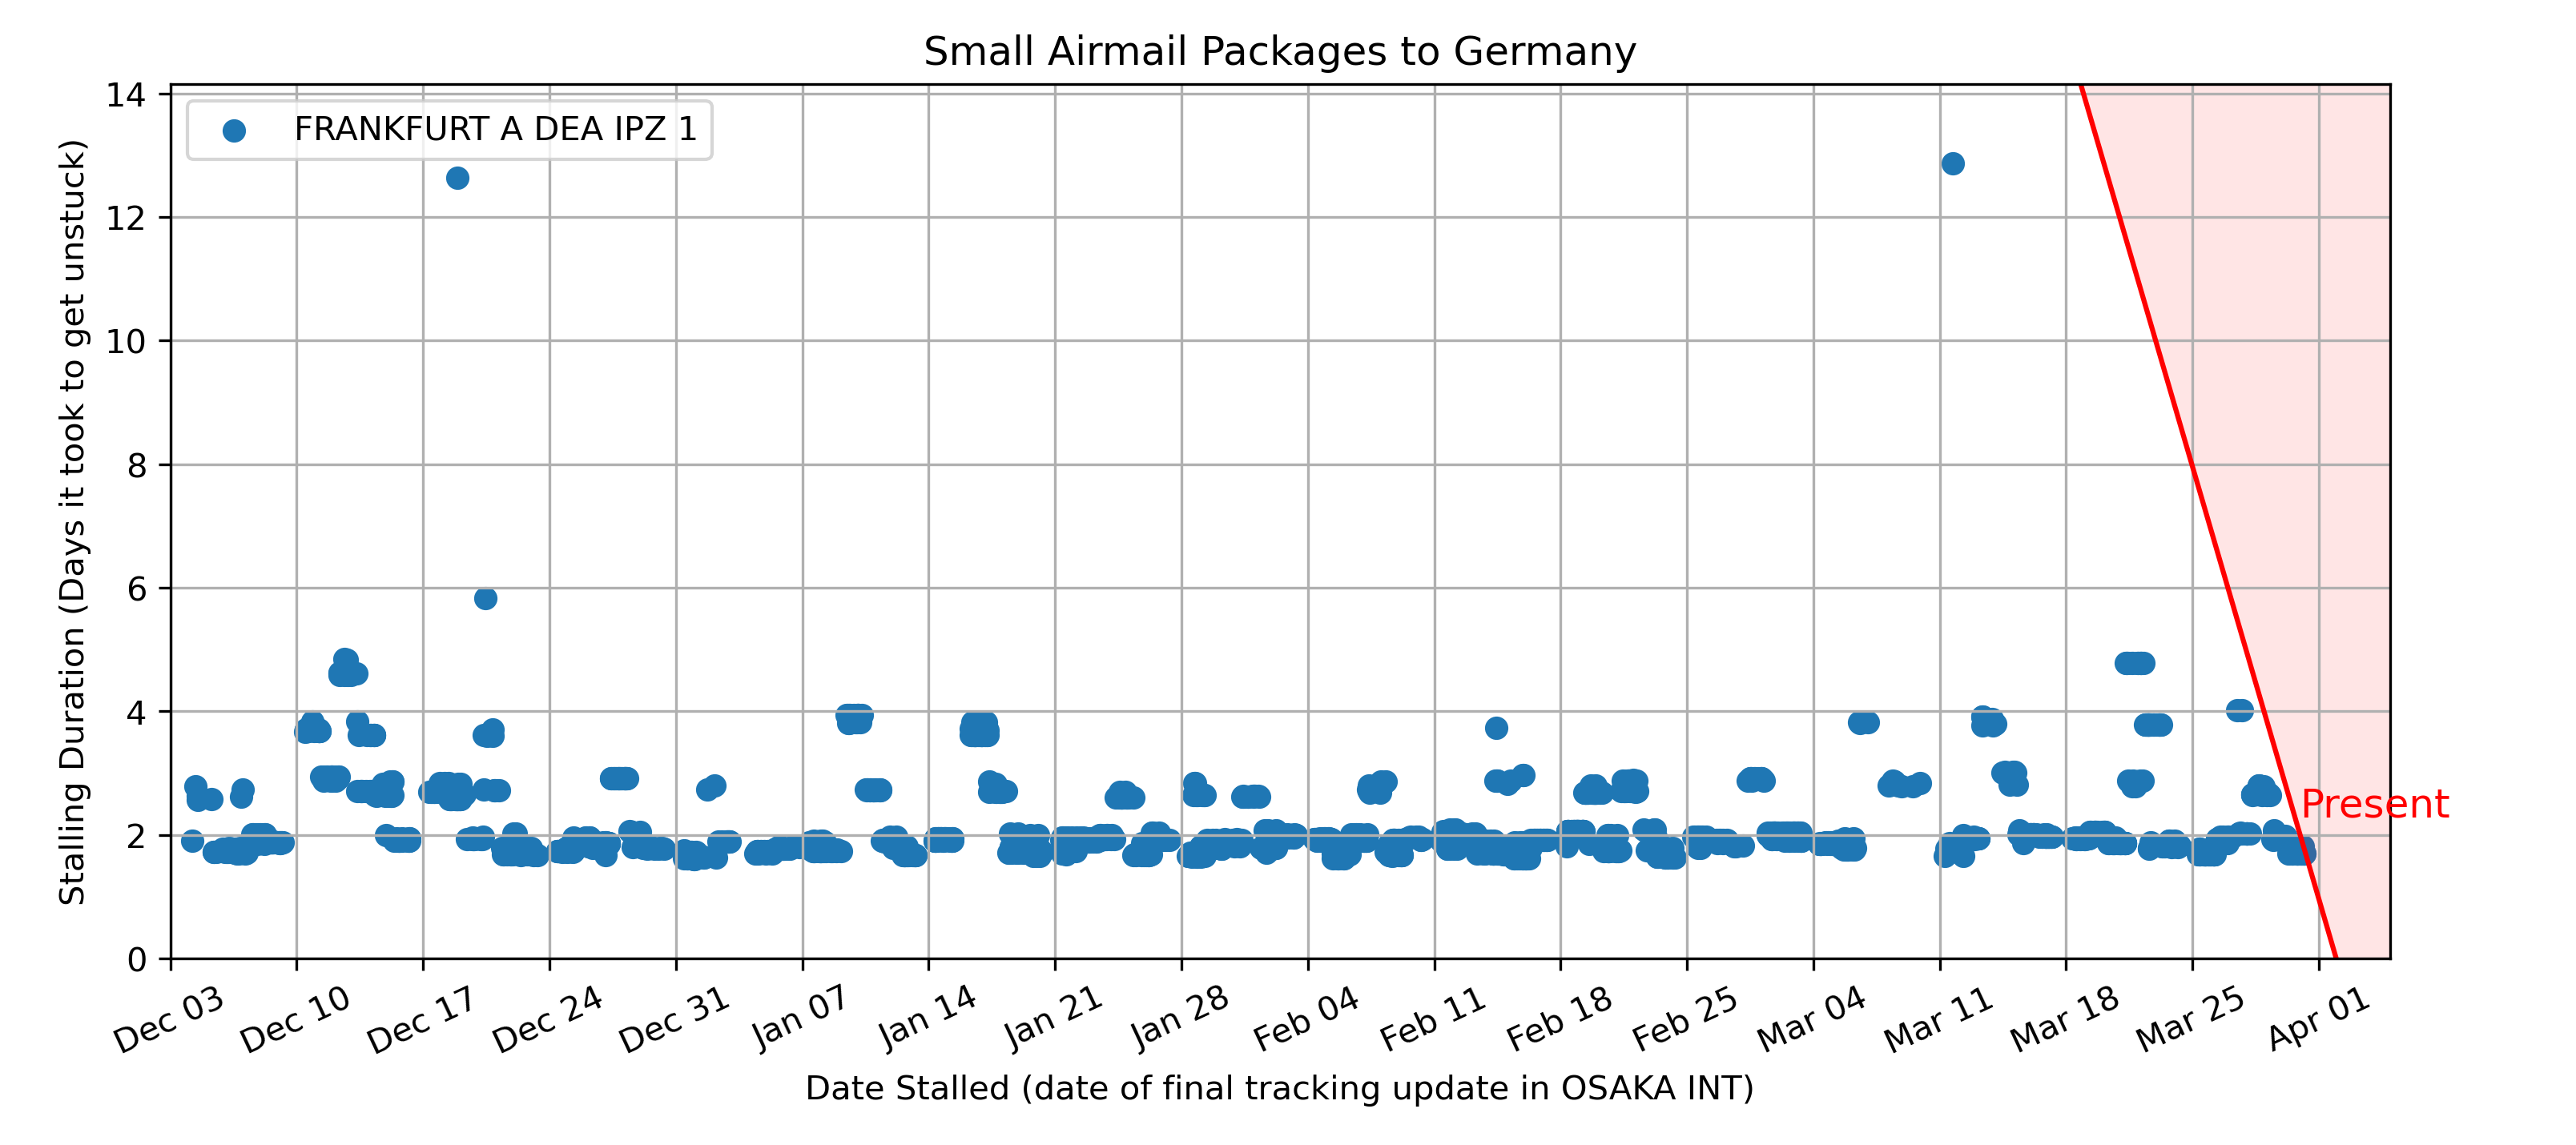 Small Airmail Packages to Germany
FRANKFURT A DEA IPZ 1
Stalling Duration (Days it took to get unstuck)
14
12
10
8
6
4
2
0
Present
Dec 03
Dec 10
Dec 17
Dec 24
Dec 31
Jan 07
Jan 14
Jan 21
Jan 28
Feb 04
Feb 11
Feb 18
Feb 25
Mar 04
Mar 11
Mar 18
Mar 25
Apr 01
Date Stalled (date of final tracking update in OSAKA INT)